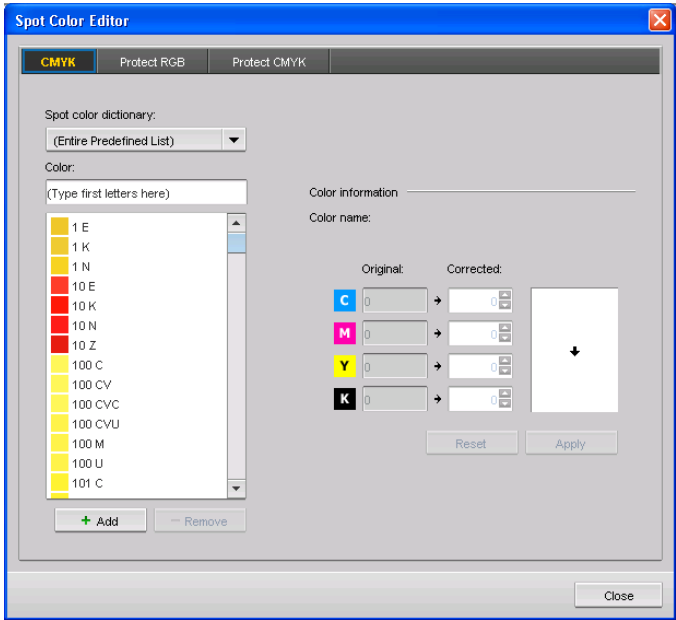 Spot Color Editor
CMYK Protect RGB Protect CMYK
Spot color dictionary:
(Entire Predefined List)
Color:
(Type first letters here)
1 E
1 K
1 N
10 E
10 K
10 N
10 Z
100 C
100 CV
100 CVC
100 CVU
100 M
100 U
101 C
+ Add
− Remove
Color information
Color name:
Original: Corrected:
C 0 → 0
M 0 → 0
Y 0 → 0
K 0 → 0
Reset Apply
Close